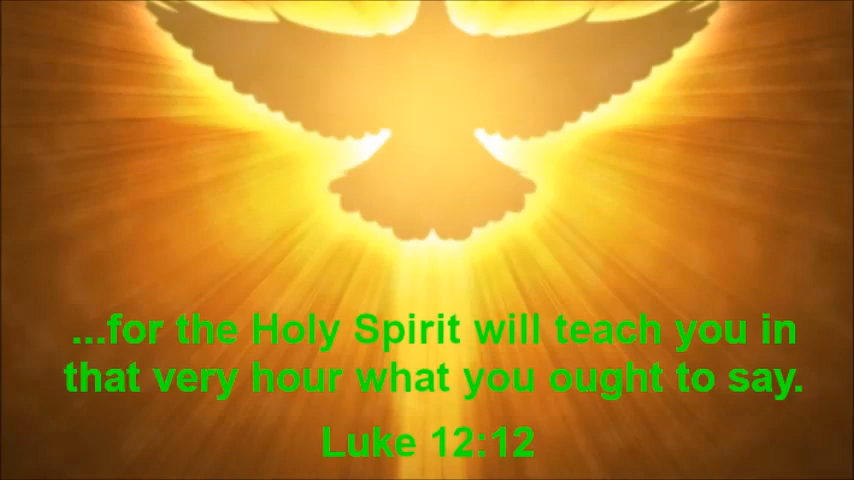 ...for the Holy Spirit will teach you in
that very hour what you ought to say.
Luke 12:12